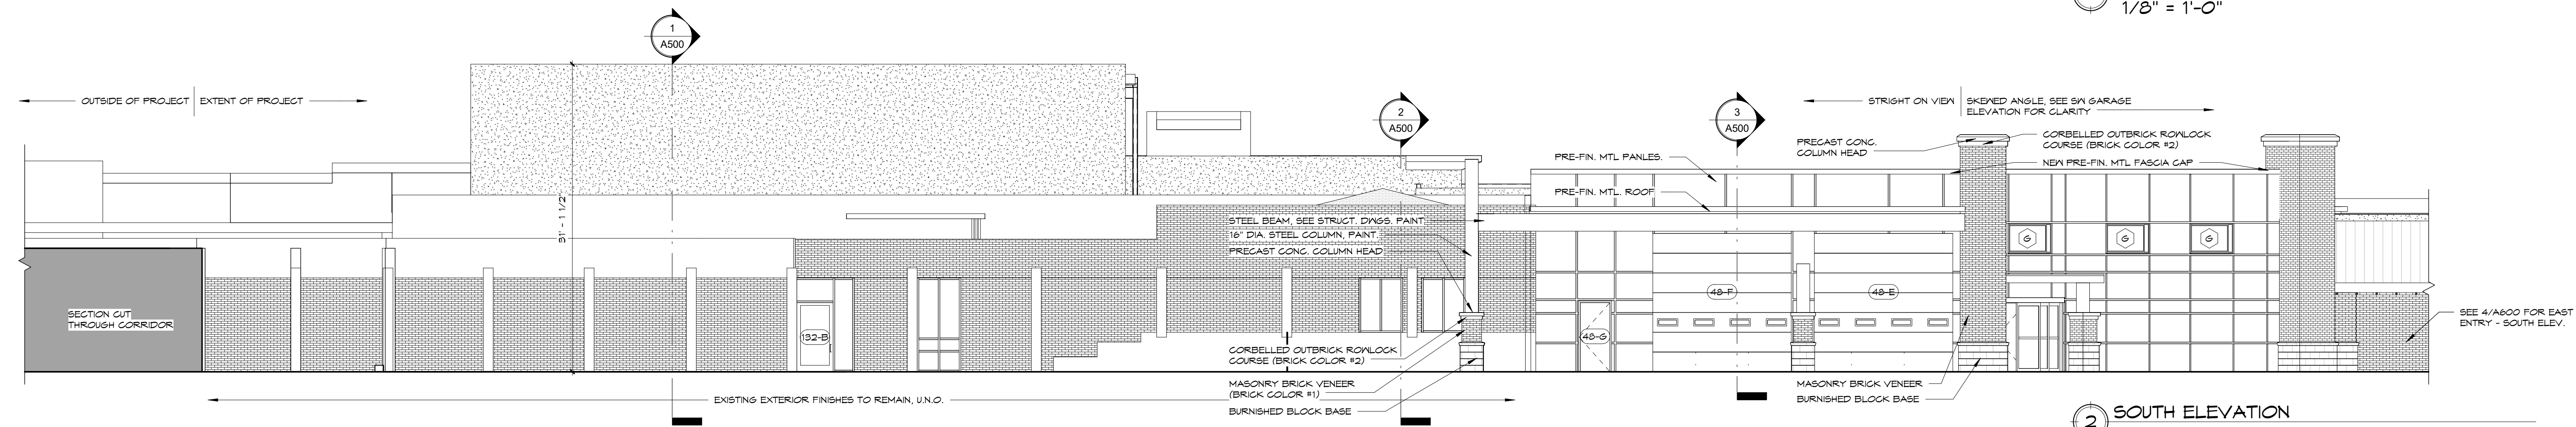 1/8" = 1'-0"
1
A500
OUTSIDE OF PROJECT
EXTENT OF PROJECT
31' - 1 1/2"
2
A500
3
A500
STRIGHT ON VIEW
SKEWED ANGLE, SEE SW GARAGE
ELEVATION FOR CLARITY
PRECAST CONC.
COLUMN HEAD
CORBELLED OUTBRICK ROWLOCK
COURSE (BRICK COLOR #2)
PRE-FIN. MTL PANLES.
NEW PRE-FIN. MTL FASCIA CAP
PRE-FIN. MTL. ROOF
STEEL BEAM, SEE STRUCT. DWGS. PAINT.
16" DIA. STEEL COLUMN, PAINT.
PRECAST CONC. COLUMN HEAD
G
G
G
48-F
48-E
SECTION CUT
THROUGH CORRIDOR
132-B
48-G
SEE 4/A600 FOR EAST
ENTRY - SOUTH ELEV.
CORBELLED OUTBRICK ROWLOCK
COURSE (BRICK COLOR #2)
MASONRY BRICK VENEER
(BRICK COLOR #1)
BURNISHED BLOCK BASE
MASONRY BRICK VENEER
BURNISHED BLOCK BASE
EXISTING EXTERIOR FINISHES TO REMAIN, U.N.O.
2
SOUTH ELEVATION